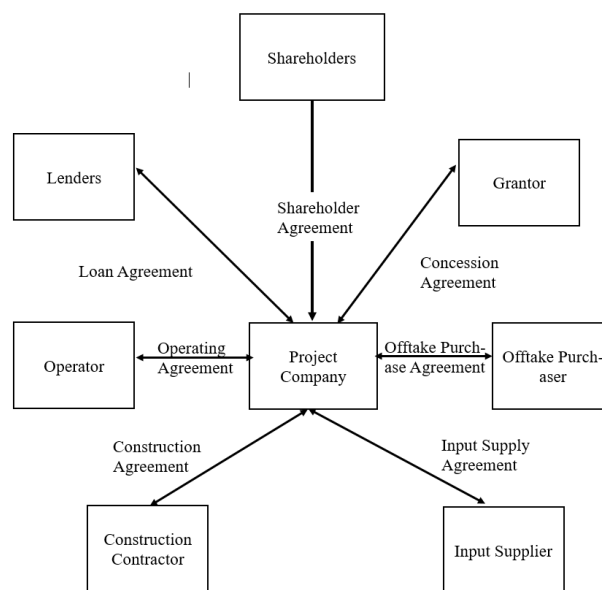 Shareholders
Lenders
Grantor
Shareholder
Agreement
Loan Agreement
Concession
Agreement
Operator
Operating
Agreement
Project
Company
Offtake Purch-
ase Agreement
Offtake Purch-
aser
Construction
Agreement
Input Supply
Agreement
Construction
Contractor
Input Supplier